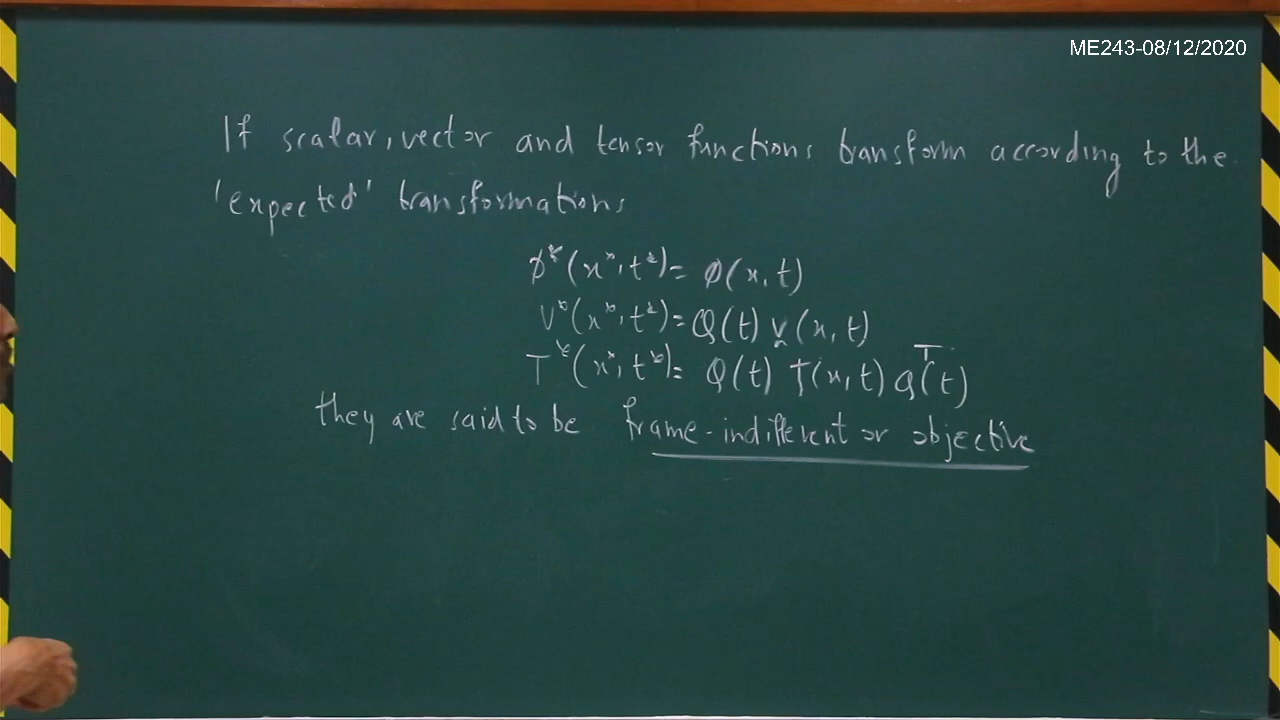 ME243-08/12/2020
If scalar, vector and tensor functions transform according to the
'expected' transformations
φ*(x*, t*) = φ(x, t)
v*(x*, t*) = Q(t) v(x, t)
T*(x*, t*) = Q(t) T(x, t) Q^T(t)
they are said to be frame-indifferent or objective